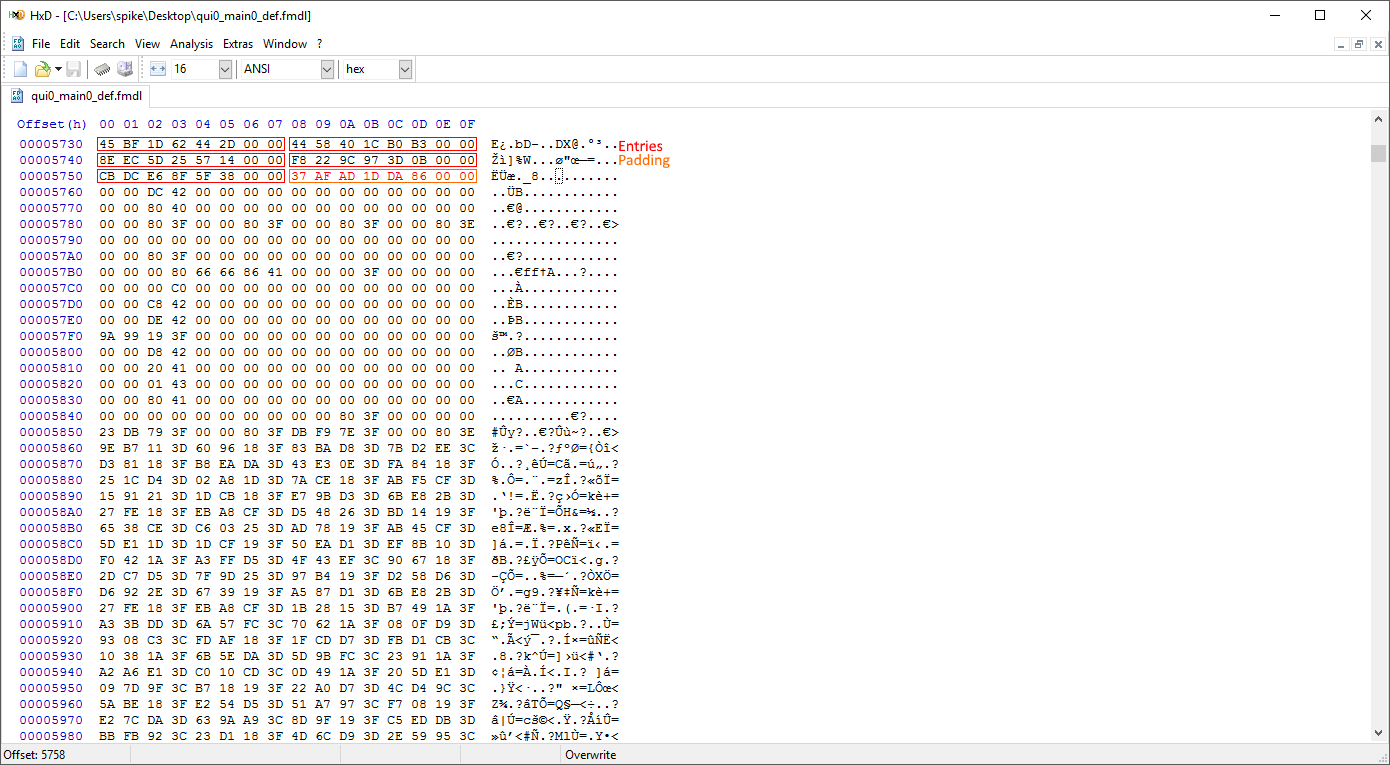 HxD - [C:\Users\spike\Desktop\qui0_main0_def.fmdl]
File Edit Search View Analysis Extras Window ?
16 ANSI hex
qui0_main0_def.fmdl
Offset(h) 00 01 02 03 04 05 06 07 08 09 0A 0B 0C 0D 0E 0F
00005730 45 BF 1D 62 44 2D 00 00 44 58 40 1C B0 B3 00 00 E¿.bD-..DX@.°³.. Entries
00005740 8E EC 5D 25 57 14 00 00 F8 22 9C 97 3D 0B 00 00 Žì]%W...ø"œ—=... Padding
00005750 CB DC E6 8F 5F 38 00 00 37 AF AD 1D DA 86 00 00 ËÜæ._8..........
00005760 00 00 DC 42 00 00 00 00 00 00 00 00 00 00 00 00 ..ÜB............
00005770 00 00 80 40 00 00 00 00 00 00 00 00 00 00 00 00 ..€@............
00005780 00 00 80 3F 00 00 80 3F 00 00 80 3F 00 00 80 3E ..€?..€?..€?..€>
00005790 00 00 00 00 00 00 00 00 00 00 00 00 00 00 00 00 ................
000057A0 00 00 80 3F 00 00 00 00 00 00 00 00 00 00 00 00 ..€?............
000057B0 00 00 00 80 66 66 86 41 00 00 00 3F 00 00 00 00 ...€ff†A...?....
000057C0 00 00 00 C0 00 00 00 00 00 00 00 00 00 00 00 00 ...À............
000057D0 00 00 C8 42 00 00 00 00 00 00 00 00 00 00 00 00 ..ÈB............
000057E0 00 00 DE 42 00 00 00 00 00 00 00 00 00 00 00 00 ..ÞB............
000057F0 9A 99 19 3F 00 00 00 00 00 00 00 00 00 00 00 00 š™.?............
00005800 00 00 D8 42 00 00 00 00 00 00 00 00 00 00 00 00 ..ØB............
00005810 00 00 20 41 00 00 00 00 00 00 00 00 00 00 00 00 .. A............
00005820 00 00 01 43 00 00 00 00 00 00 00 00 00 00 00 00 ...C............
00005830 00 00 80 41 00 00 00 00 00 00 00 00 00 00 00 00 ..€A............
00005840 00 00 00 00 00 00 00 00 00 00 80 3F 00 00 00 00 ..........€?....
00005850 23 DB 79 3F 00 00 80 3F DB F9 7E 3F 00 00 80 3E #Ûy?..€?Ûù~?..€>
00005860 9E B7 11 3D 60 96 18 3F 83 BA D8 3D 7B D2 EE 3C ž·.=`–.?ƒºØ={Òî<
00005870 D3 81 18 3F B8 EA DA 3D 43 E3 0E 3D FA 84 18 3F Ó..?¸êÚ=Cã.=ú„.?
00005880 25 1C D4 3D 02 A8 1D 3D 7A CE 18 3F AB F5 CF 3D %.Ô=.¨.=zÎ.?«õÏ=
00005890 15 91 21 3D 1D CB 18 3F E7 9B D3 3D 6B E8 2B 3D .‘!=.Ë.?ç›Ó=kè+=
000058A0 27 FE 18 3F EB A8 CF 3D D5 48 26 3D BD 14 19 3F 'þ.?ë¨Ï=ÕH&=½..?
000058B0 65 38 CE 3D C6 03 25 3D AD 78 19 3F AB 45 CF 3D e8Î=Æ.%=.x.?«EÏ=
000058C0 5D E1 1D 3D 1D CF 19 3F 50 EA D1 3D EF 8B 10 3D ]á.=.Ï.?PêÑ=ï‹.=
000058D0 F0 42 1A 3F A3 FF D5 3D 4F 43 EF 3C 90 67 18 3F ðB.?£ÿÕ=OCï<.g.?
000058E0 2D C7 D5 3D 7F 9D 25 3D 97 B4 19 3F D2 58 D6 3D -ÇÕ=..%=—´.?ÒXÖ=
000058F0 D6 92 2E 3D 67 39 19 3F A5 87 D1 3D 6B E8 2B 3D Ö’.=g9.?¥‡Ñ=kè+=
00005900 27 FE 18 3F EB A8 CF 3D 1B 28 15 3D B7 49 1A 3F 'þ.?ë¨Ï=.(.=·I.?
00005910 A3 3B DD 3D 6A 57 FC 3C 70 62 1A 3F 08 0F D9 3D £;Ý=jWü<pb.?..Ù=
00005920 93 08 C3 3C FD AF 18 3F 1F CD D7 3D FB D1 CB 3C “.Ã<ý¯.?.Í×=ûÑË<
00005930 10 38 1A 3F 6B 5E DA 3D 5D 9B FC 3C 23 91 1A 3F .8.?k^Ú=]›ü<#‘.?
00005940 A2 A6 E1 3D C0 10 CD 3C 0D 49 1A 3F 20 5D E1 3D ¢¦á=À.Í<.I.? ]á=
00005950 09 7D 9F 3C B7 18 19 3F 22 A0 D7 3D 4C D4 9C 3C .}Ÿ<·..?" ×=LÔœ<
00005960 5A BE 18 3F E2 54 D5 3D 51 A7 97 3C F7 08 19 3F Z¾.?âTÕ=Q§—<÷..?
00005970 E2 7C DA 3D 63 9A A9 3C 8D 9F 19 3F C5 ED DB 3D â|Ú=cš©<.Ÿ.?ÅíÛ=
00005980 BB FB 92 3C 23 D1 18 3F 4D 6C D9 3D 2E 59 95 3C »û’<#Ñ.?MlÙ=.Y•<
Offset: 5758 Overwrite